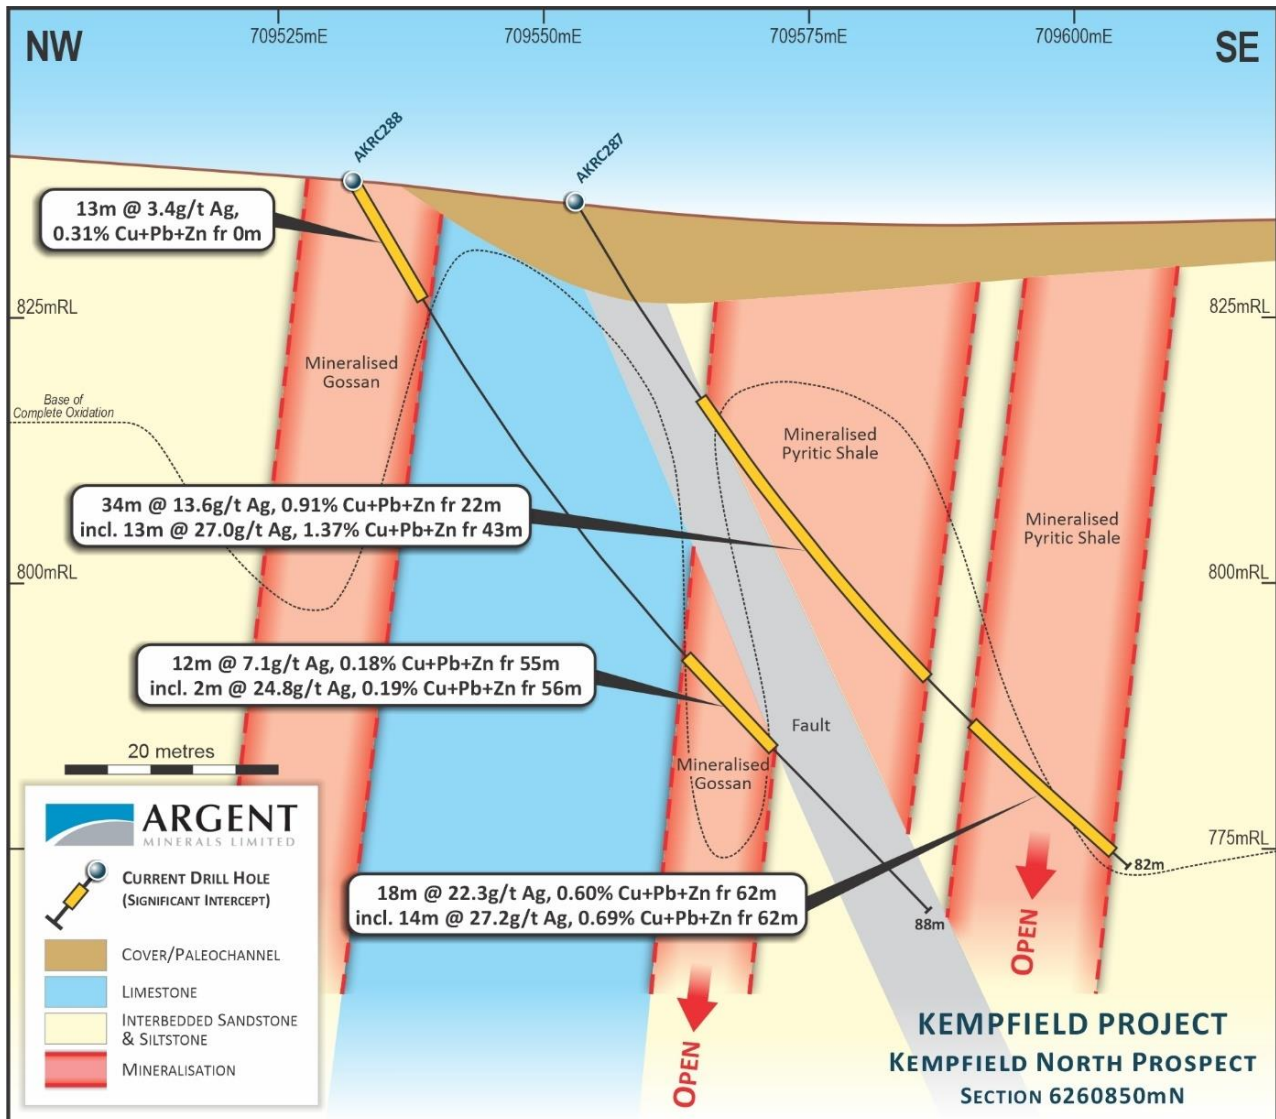 NW
709525mE
709550mE
709575mE
709600mE
SE
AKRC288
AKRC287
13m @ 3.4g/t Ag,
0.31% Cu+Pb+Zn fr 0m
825mRL
825mRL
Mineralised
Gossan
Base of
Complete Oxidation
Mineralised
Pyritic Shale
34m @ 13.6g/t Ag, 0.91% Cu+Pb+Zn fr 22m
incl. 13m @ 27.0g/t Ag, 1.37% Cu+Pb+Zn fr 43m
Mineralised
Pyritic Shale
800mRL
800mRL
12m @ 7.1g/t Ag, 0.18% Cu+Pb+Zn fr 55m
incl. 2m @ 24.8g/t Ag, 0.19% Cu+Pb+Zn fr 56m
Fault
20 metres
Mineralised
Gossan
ARGENT
MINERALS LIMITED
775mRL
82m
CURRENT DRILL HOLE
(SIGNIFICANT INTERCEPT)
18m @ 22.3g/t Ag, 0.60% Cu+Pb+Zn fr 62m
incl. 14m @ 27.2g/t Ag, 0.69% Cu+Pb+Zn fr 62m
88m
OPEN
COVER/PALEOCHANNEL
LIMESTONE
INTERBEDDED SANDSTONE
& SILTSTONE
MINERALISATION
OPEN
KEMPFIELD PROJECT
KEMPFIELD NORTH PROSPECT
SECTION 6260850mN